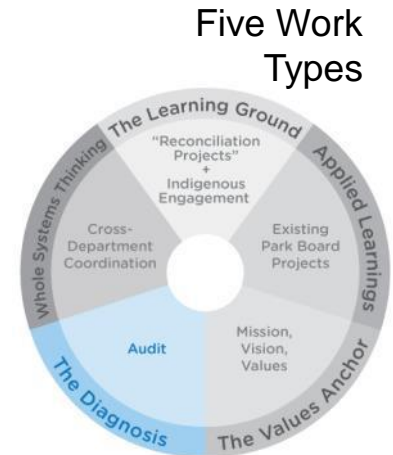 Five Work
Types
The Learning Ground
"Reconciliation
Projects"
+
Indigenous
Engagement
Applied Learnings
Existing
Park Board
Projects
The Values Anchor
Mission,
Vision,
Values
The Diagnosis
Audit
Whole Systems Thinking
Cross-
Department
Coordination